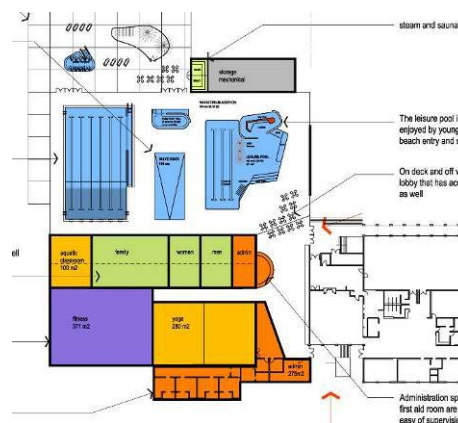 steam and sauna
storage
mechanical
The leisure pool i
enjoyed by young
beach entry and s
LEISURE POOL
On deck and off v
lobby that has ac
as well
ell
aquatic
classroom
100 m2
family
women
men
admin
fitness
371 m2
yoga
280 m2
admin
275m2
Administration sp
first aid room are
easy of supervisi